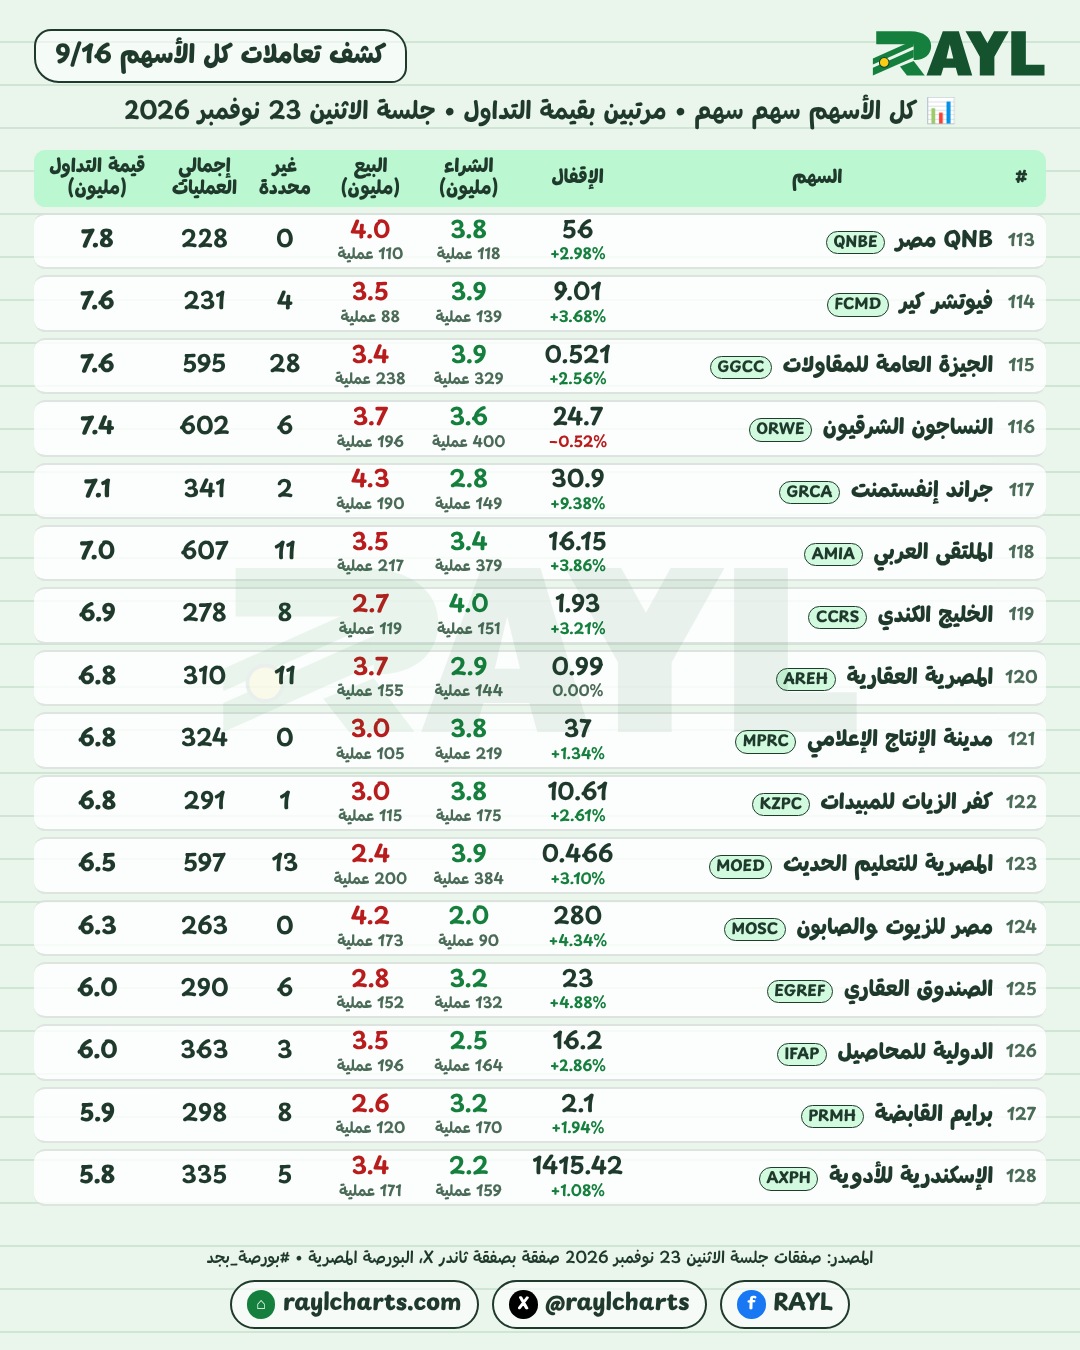 RAYL
كشف تعاملات كل الأسهم 9/16
📊 كل الأسهم سهم سهم • مرتبين بقيمة التداول • جلسة الاثنين 23 نوفمبر 2026
# السهم الإقفال الشراء (مليون) البيع (مليون) غير محددة إجمالي العمليات قيمة التداول (مليون)
113 QNB مصر QNBE 56 +2.98% 3.8 118 عملية 4.0 110 عملية 0 228 7.8
114 فيوتشر كير FCMD 9.01 +3.68% 3.9 139 عملية 3.5 88 عملية 4 231 7.6
115 الجيزة العامة للمقاولات GGCC 0.521 +2.56% 3.9 329 عملية 3.4 238 عملية 28 595 7.6
116 النساجون الشرقيون ORWE 24.7 −0.52% 3.6 400 عملية 3.7 196 عملية 6 602 7.4
117 جراند إنفستمنت GRCA 30.9 +9.38% 2.8 149 عملية 4.3 190 عملية 2 341 7.1
118 الملتقى العربي AMIA 16.15 +3.86% 3.4 379 عملية 3.5 217 عملية 11 607 7.0
119 الخليج الكندي CCRS 1.93 +3.21% 4.0 151 عملية 2.7 119 عملية 8 278 6.9
120 المصرية العقارية AREH 0.99 0.00% 2.9 144 عملية 3.7 155 عملية 11 310 6.8
121 مدينة الإنتاج الإعلامي MPRC 37 +1.34% 3.8 219 عملية 3.0 105 عملية 0 324 6.8
122 كفر الزيات للمبيدات KZPC 10.61 +2.61% 3.8 175 عملية 3.0 115 عملية 1 291 6.8
123 المصرية للتعليم الحديث MOED 0.466 +3.10% 3.9 384 عملية 2.4 200 عملية 13 597 6.5
124 مصر للزيوت والصابون MOSC 280 +4.34% 2.0 90 عملية 4.2 173 عملية 0 263 6.3
125 الصندوق العقاري EGREF 23 +4.88% 3.2 132 عملية 2.8 152 عملية 6 290 6.0
126 الدولية للمحاصيل IFAP 16.2 +2.86% 2.5 164 عملية 3.5 196 عملية 3 363 6.0
127 برايم القابضة PRMH 2.1 +1.94% 3.2 170 عملية 2.6 120 عملية 8 298 5.9
128 الإسكندرية للأدوية AXPH 1415.42 +1.08% 2.2 159 عملية 3.4 171 عملية 5 335 5.8
المصدر: صفقات جلسة الاثنين 23 نوفمبر 2026 صفقة بصفقة ثاندر X، البورصة المصرية • #بورصة_بجد
RAYL @raylcharts raylcharts.com